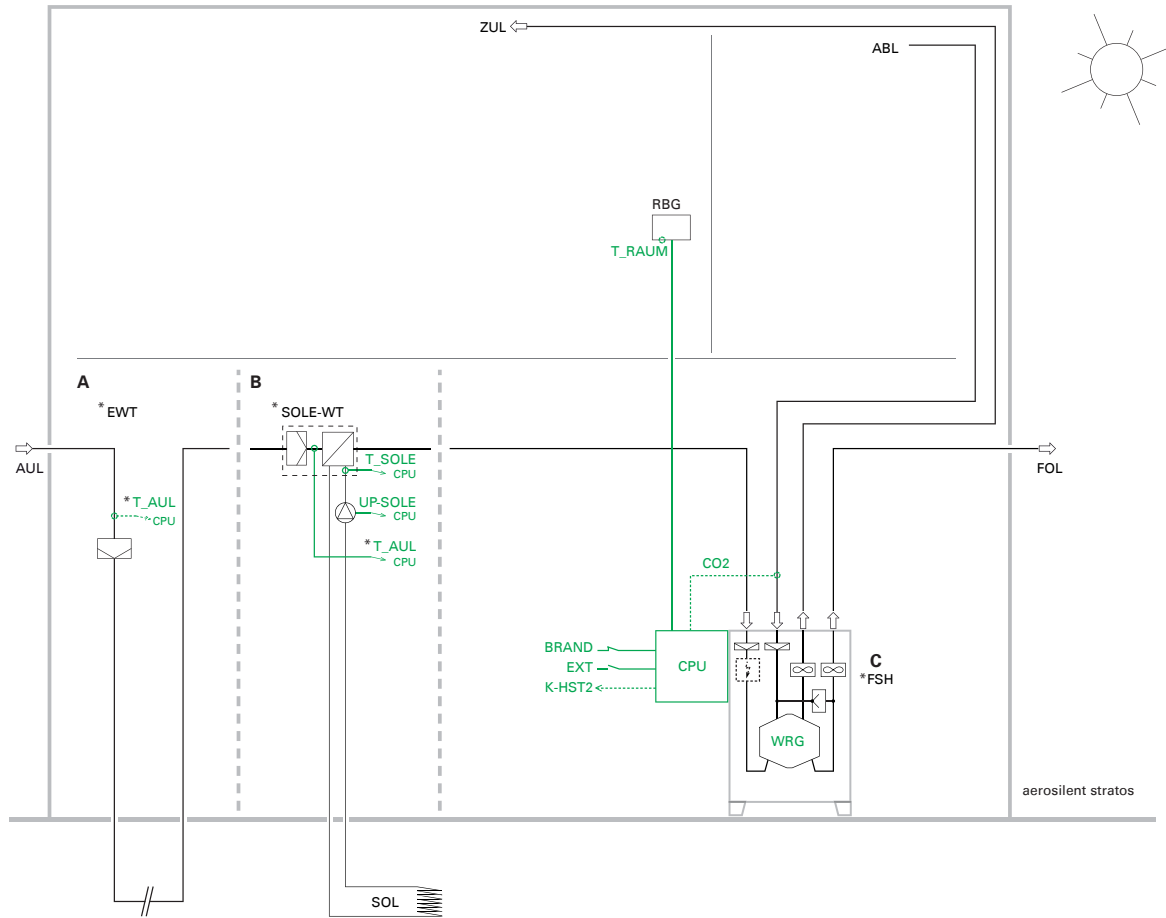 ZUL
ABL
RBG
T_RAUM
A
B
*EWT
*SOLE-WT
AUL
T_SOLE
CPU
FOL
*T_AUL
CPU
UP-SOLE
CPU
*T_AUL
CPU
CO2
BRAND
EXT
CPU
K-HST2
C
*FSH
WRG
aerosilent stratos
SOL